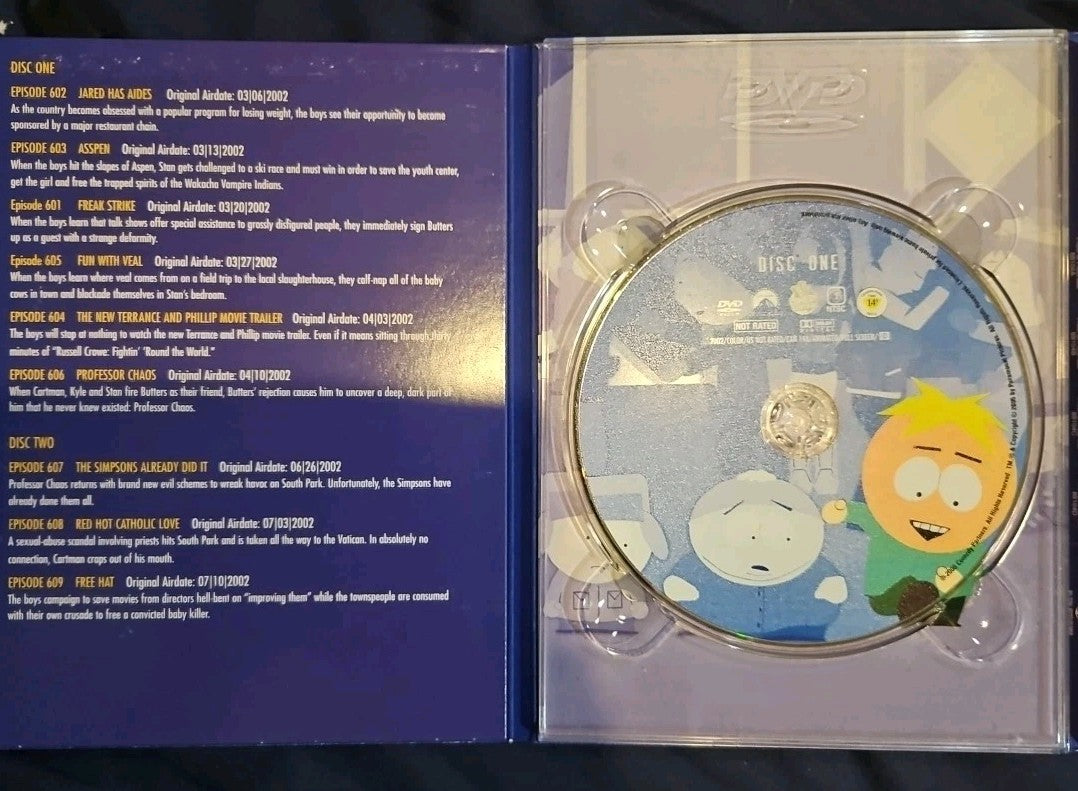 DISC ONE
EPISODE 602 JARED HAS AIDES Original Airdate: 03|06|2002
As the country becomes obsessed with a popular program for losing weight, the boys see their opportunity to become
sponsored by a major restaurant chain.
EPISODE 603 ASSPEN Original Airdate: 03|13|2002
When the boys hit the slopes of Aspen, Stan gets challenged to a ski race and must win in order to save the youth center,
get the girl and free the trapped spirits of the Wakacha Vampire Indians.
Episode 601 FREAK STRIKE Original Airdate: 03|20|2002
When the boys learn that talk shows offer special assistance to grossly disfigured people, they immediately sign Butters
up as a guest with a strange deformity.
Episode 605 FUN WITH VEAL Original Airdate: 03|27|2002
When the boys learn where veal comes from on a field trip to the local slaughterhouse, they calf-nap all of the baby
cows in town and blockade themselves in Stan's bedroom.
EPISODE 604 THE NEW TERRANCE AND PHILLIP MOVIE TRAILER Original Airdate: 04|03|2002
The boys will stop at nothing to watch the new Terrance and Phillip movie trailer. Even if it means sitting through thirty
minutes of "Russell Crowe: Fightin' 'Round the World."
EPISODE 606 PROFESSOR CHAOS Original Airdate: 04|10|2002
When Cartman, Kyle and Stan fire Butters as their friend, Butters' rejection causes him to uncover a deep, dark part of
him that he never knew existed: Professor Chaos.
DISC TWO
EPISODE 607 THE SIMPSONS ALREADY DID IT Original Airdate: 06|26|2002
Professor Chaos returns with brand new evil schemes to wreak havoc on South Park. Unfortunately, the Simpsons have
already done them all.
EPISODE 608 RED HOT CATHOLIC LOVE Original Airdate: 07|03|2002
A sexual-abuse scandal involving priests hits South Park and is taken all the way to the Vatican. In absolutely no
connection, Cartman craps out of his mouth.
EPISODE 609 FREE HAT Original Airdate: 07|10|2002
The boys campaign to save movies from directors hell-bent on "improving them" while the townspeople are consumed
with their own crusade to free a convicted baby killer.
DVD
DISC ONE
DVD
NTSC
14
NOT RATED